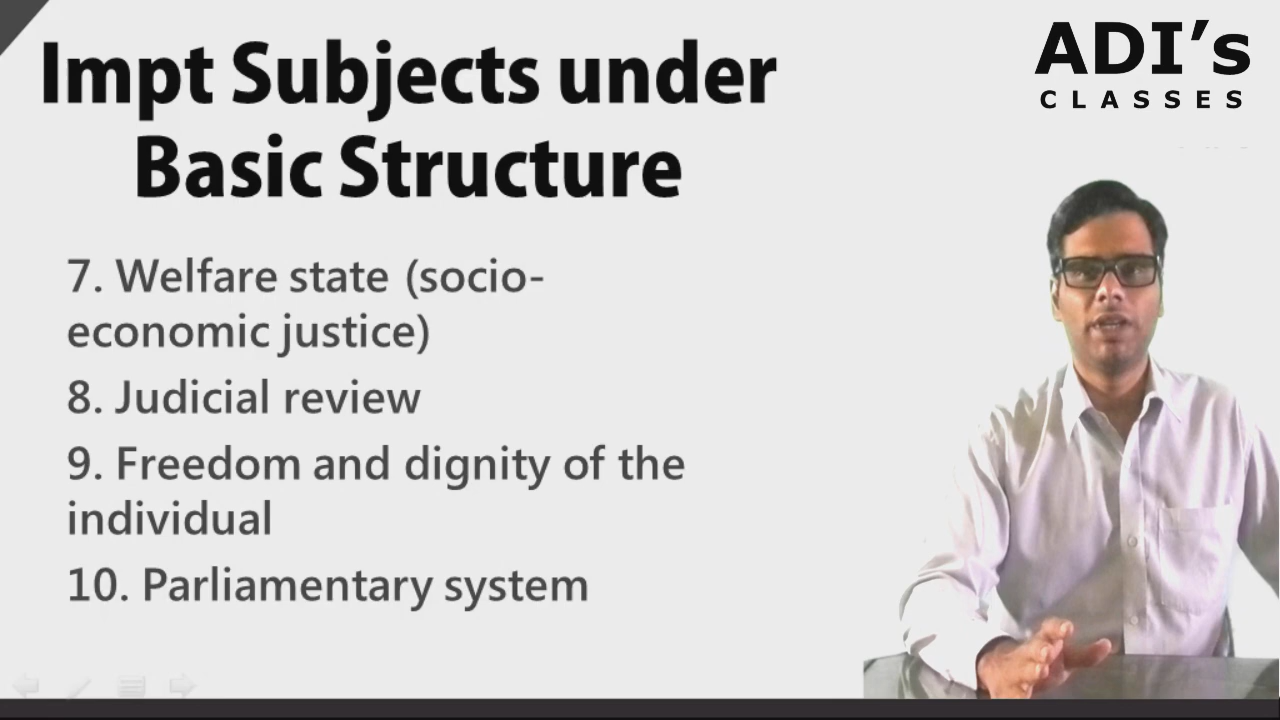 Impt Subjects under
Basic Structure
ADI's
CLASSES
7. Welfare state (socio-
economic justice)
8. Judicial review
9. Freedom and dignity of the
individual
10. Parliamentary system